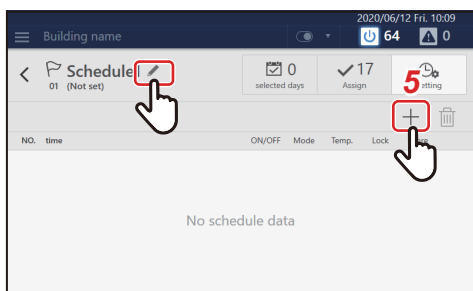 2020/06/12 Fri. 10:09
Building name 64 0
Schedule1 0 17 5
01 (Not set) selected days Assign etting
NO. time ON/OFF Mode Temp. Lock
No schedule data